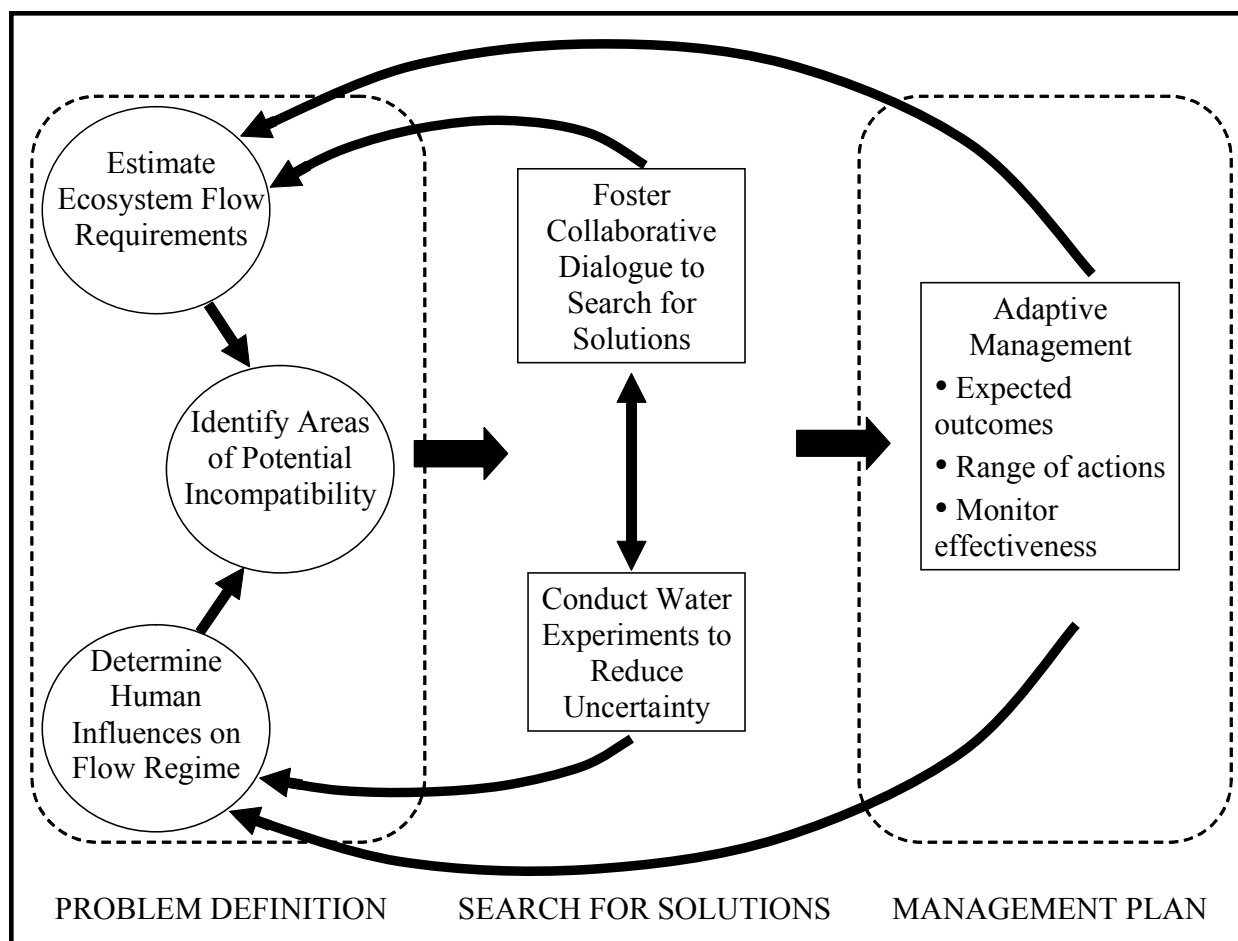 Estimate
Ecosystem Flow
Requirements
Identify Areas
of Potential
Incompatibility
Determine
Human
Influences on
Flow Regime
Foster
Collaborative
Dialogue to
Search for
Solutions
Conduct Water
Experiments to
Reduce
Uncertainty
Adaptive
Management
• Expected
outcomes
• Range of actions
• Monitor
effectiveness
PROBLEM DEFINITION
SEARCH FOR SOLUTIONS
MANAGEMENT PLAN